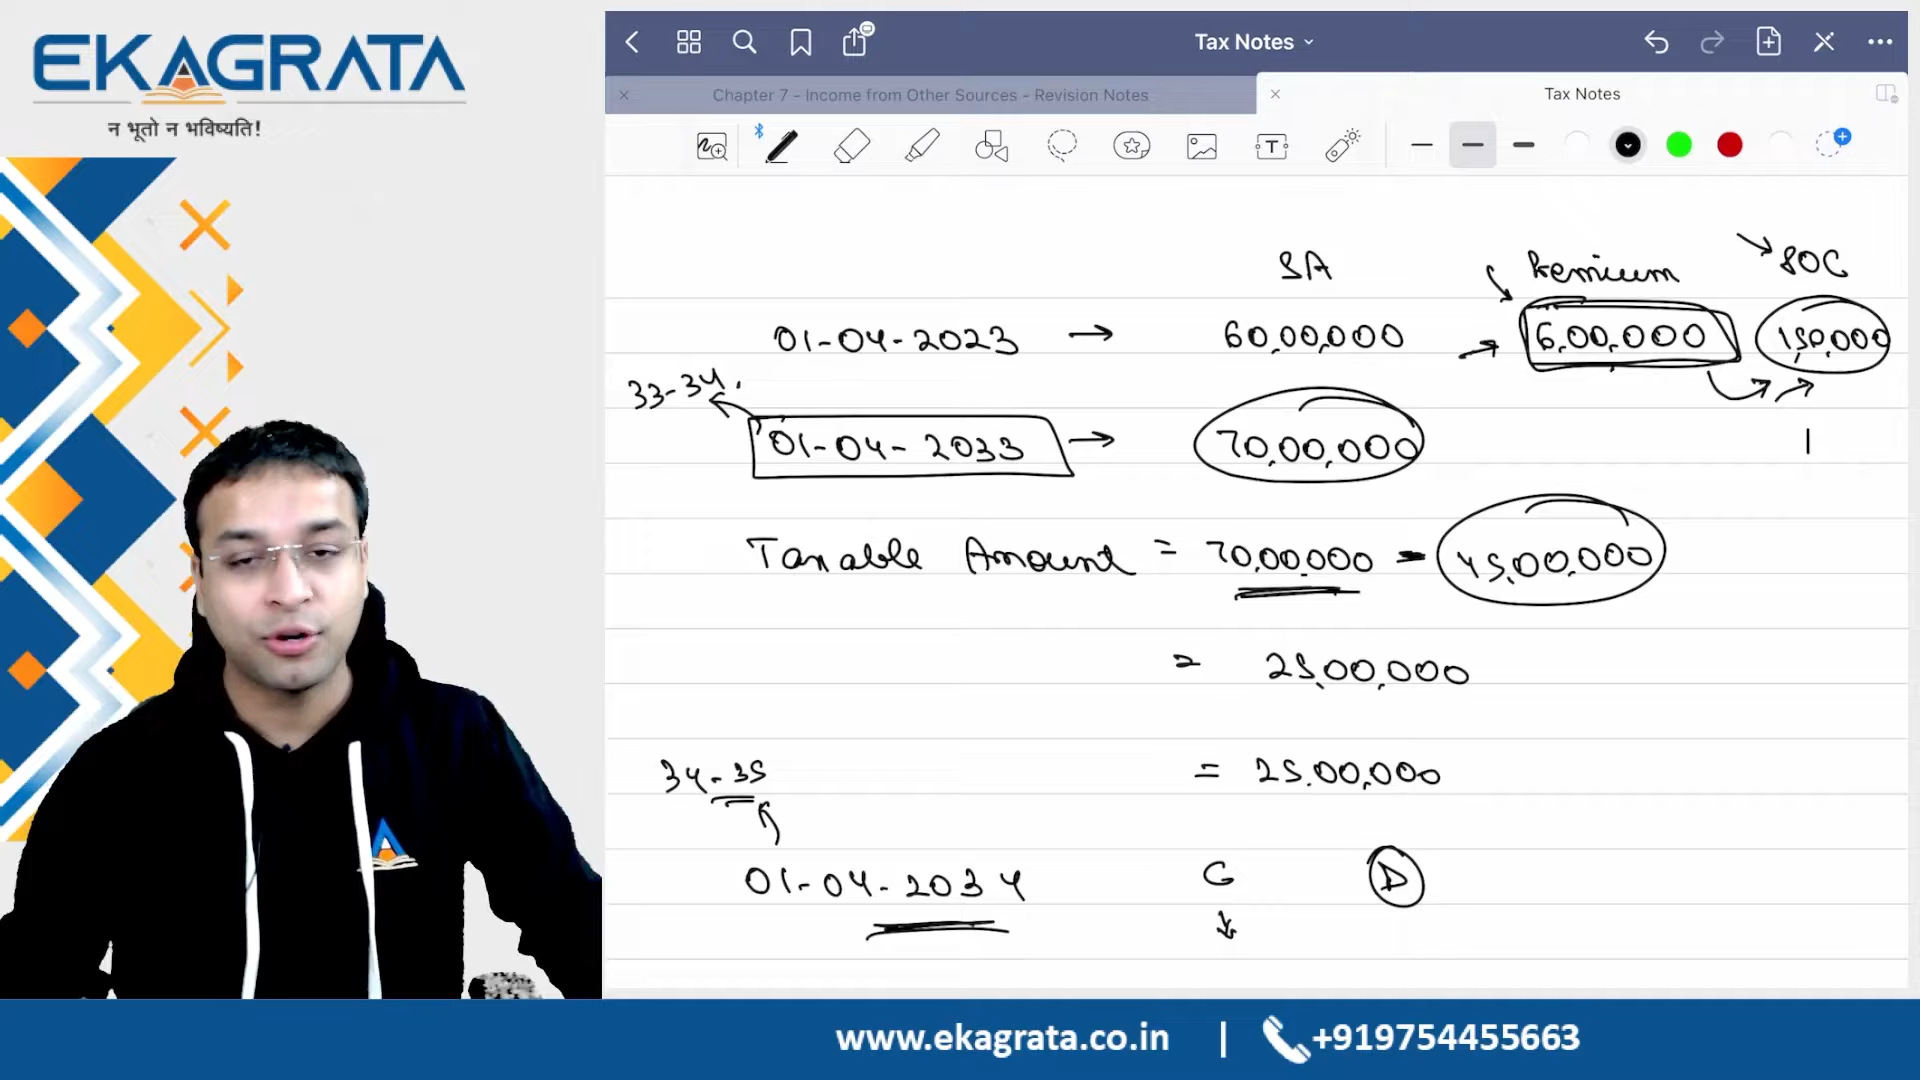 EKAGRATA
न भूतो न भविष्यति!
Tax Notes
Chapter 7 - Income from Other Sources - Revision Notes
Tax Notes
SA Premium 80C
01-04-2023 → 60,00,000 → 6,00,000 1,50,000
33-34
01-04-2033 → 70,00,000
Taxable Amount = 70,00,000 - 45,00,000
= 25,00,000
= 25,00,000
34-35
01-04-2034 G D
www.ekagrata.co.in | +919754455663